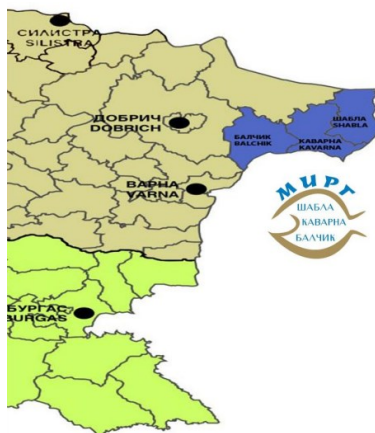 СИЛИСТРА
SILISTRA
ДОБРИЧ
DOBRICH
ШАБЛА
SHABLA
БАЛЧИК
BALCHIK
КАВАРНА
KAVARNA
ВАРНА
VARNA
МИРГ
ШАБЛА
КАВАРНА
БАЛЧИК
БУРГАС
BURGAS